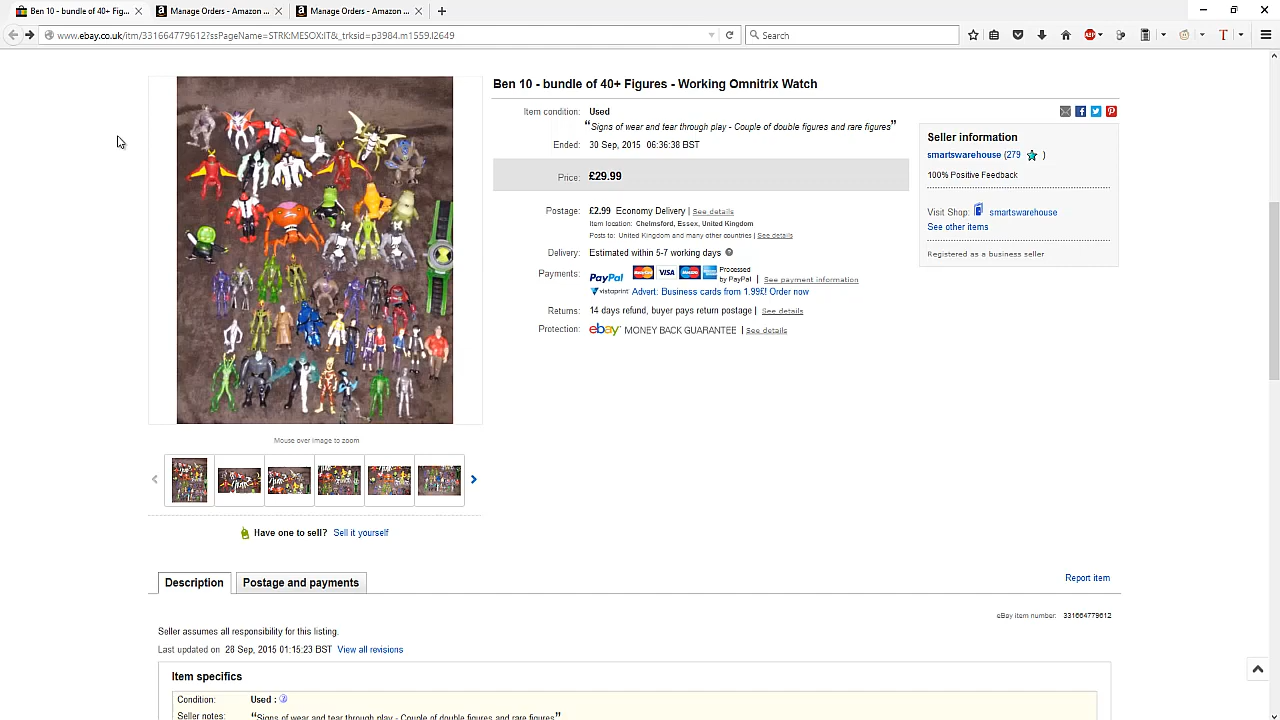 Ben 10 - bundle of 40+ Fig...
Manage Orders - Amazon ...
Manage Orders - Amazon ...
www.ebay.co.uk/itm/331664779612?ssPageName=STRK:MESOX:IT&_trksid=p3984.m1559.l2649
Search
Ben 10 - bundle of 40+ Figures - Working Omnitrix Watch
Item condition: Used
“Signs of wear and tear through play - Couple of double figures and rare figures”
Ended: 30 Sep, 2015 06:36:38 BST
Price: £29.99
Postage: £2.99 Economy Delivery | See details
Item location: Chelmsford, Essex, United Kingdom
Posts to: United Kingdom and many other countries | See details
Delivery: Estimated within 5-7 working days
Payments: PayPal MasterCard VISA Maestro Processed by PayPal | See payment information
vistaprint Advert: Business cards from 1.99£! Order now
Returns: 14 days refund, buyer pays return postage | See details
Protection: ebay MONEY BACK GUARANTEE | See details
Seller information
smartswarehouse (279 )
100% Positive Feedback
Visit Shop: smartswarehouse
See other items
Registered as a business seller
Mouse over image to zoom
Have one to sell? Sell it yourself
Description
Postage and payments
Report item
eBay item number: 331664779612
Seller assumes all responsibility for this listing.
Last updated on 28 Sep, 2015 01:15:23 BST View all revisions
Item specifics
Condition: Used :
Seller notes: “Signs of wear and tear through play - Couple of double figures and rare figures”